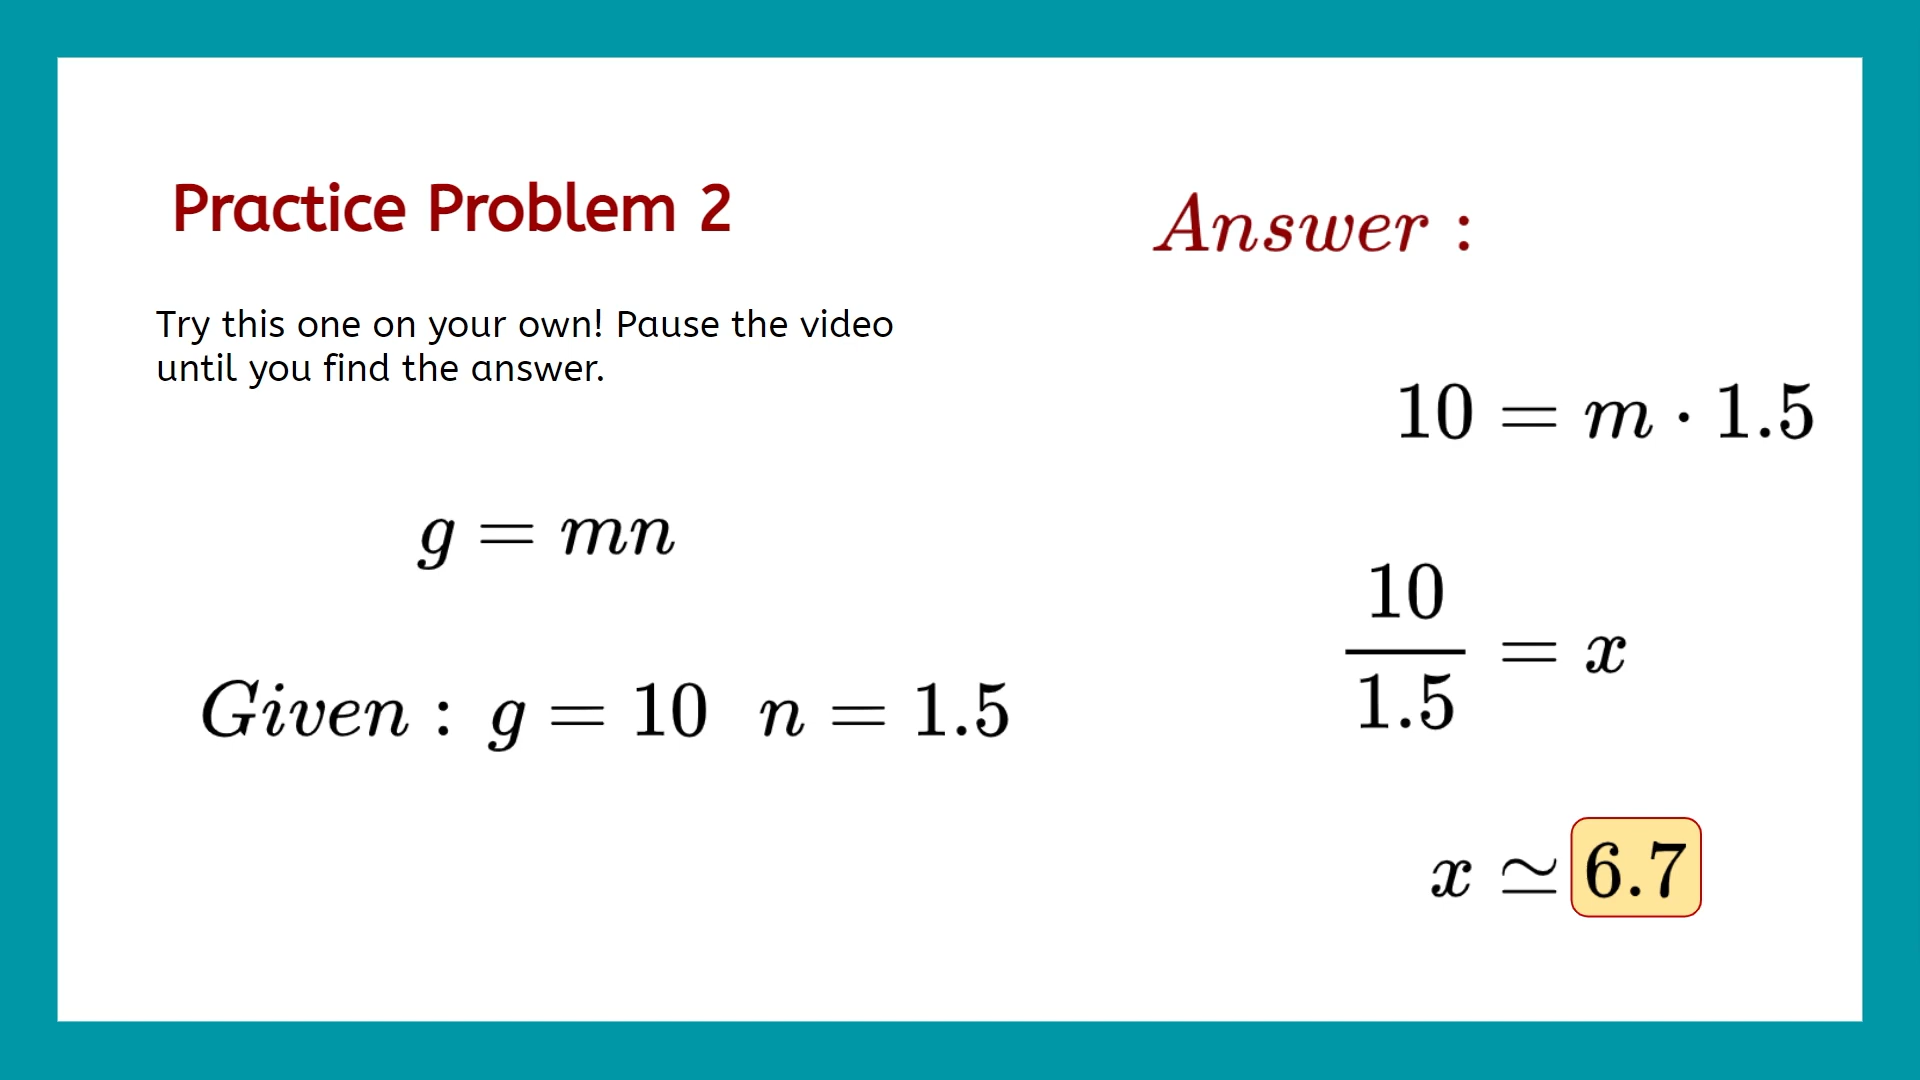 Practice Problem 2
Try this one on your own! Pause the video
until you find the answer.
g = mn
Given : g = 10 n = 1.5
Answer :
10 = m · 1.5
10
1.5
= x
x ≃ 6.7